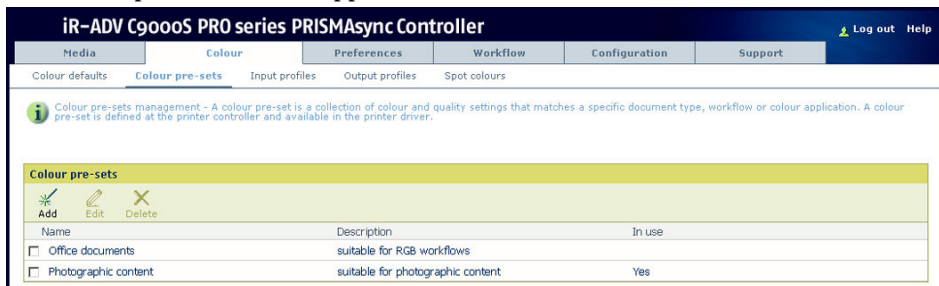 iR-ADV C9000S PRO series PRISMAsync Controller
Log out Help
Media Colour Preferences Workflow Configuration Support
Colour defaults Colour pre-sets Input profiles Output profiles Spot colours
Colour pre-sets management - A colour pre-set is a collection of colour and quality settings that matches a specific document type, workflow or colour application. A colour
pre-set is defined at the printer controller and available in the printer driver.
Colour pre-sets
Add Edit Delete
Name Description In use
Office documents suitable for RGB workflows
Photographic content suitable for photographic content Yes